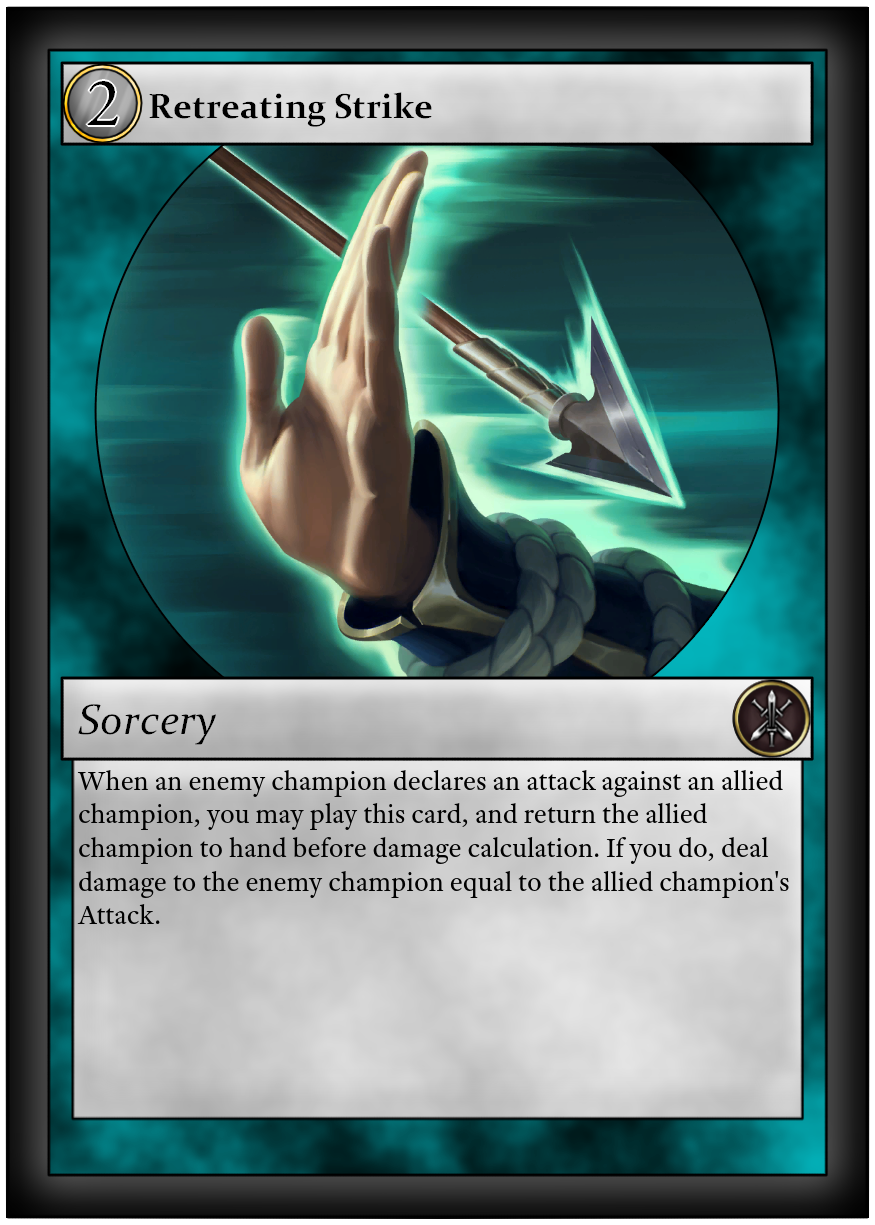 2 Retreating Strike
Sorcery
When an enemy champion declares an attack against an allied
champion, you may play this card, and return the allied
champion to hand before damage calculation. If you do, deal
damage to the enemy champion equal to the allied champion's
Attack.